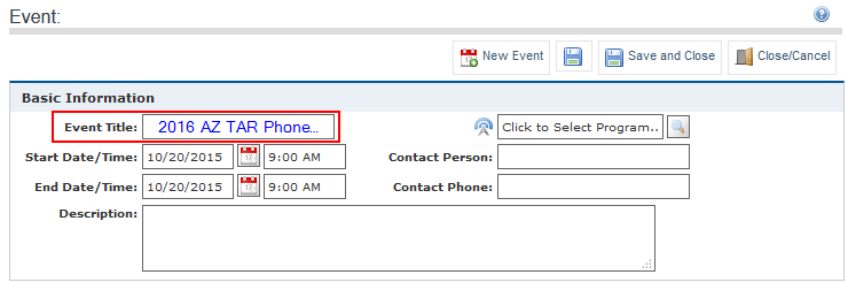 Event:
New Event Save and Close Close/Cancel
Basic Information
Event Title: 2016 AZ TAR Phone... Click to Select Program..
Start Date/Time: 10/20/2015 9:00 AM Contact Person:
End Date/Time: 10/20/2015 9:00 AM Contact Phone:
Description: